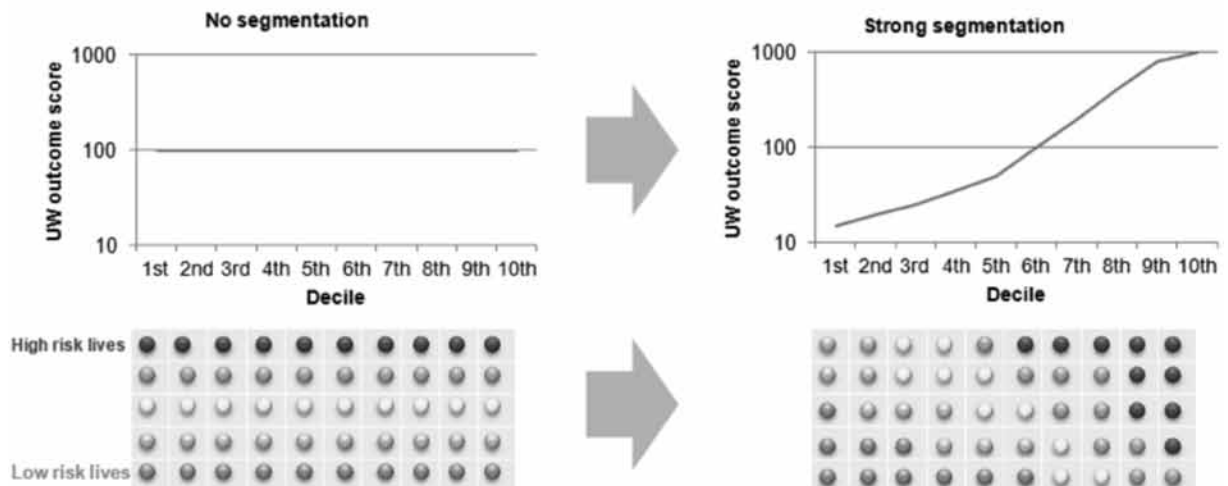 No segmentation
UW outcome score
1000
100
10
1st 2nd 3rd 4th 5th 6th 7th 8th 9th 10th
Decile
High risk lives
Low risk lives
Strong segmentation
UW outcome score
1000
100
10
1st 2nd 3rd 4th 5th 6th 7th 8th 9th 10th
Decile